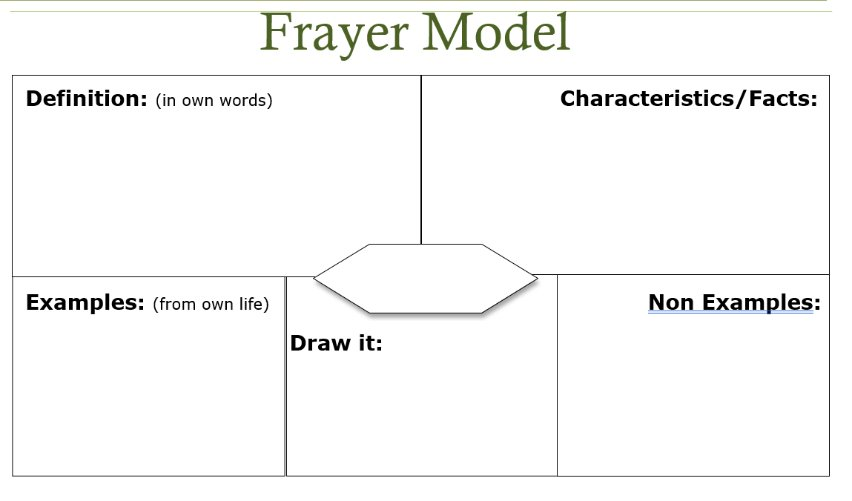 Frayer Model
Definition: (in own words)
Characteristics/Facts:
Examples: (from own life)
Draw it:
Non Examples: